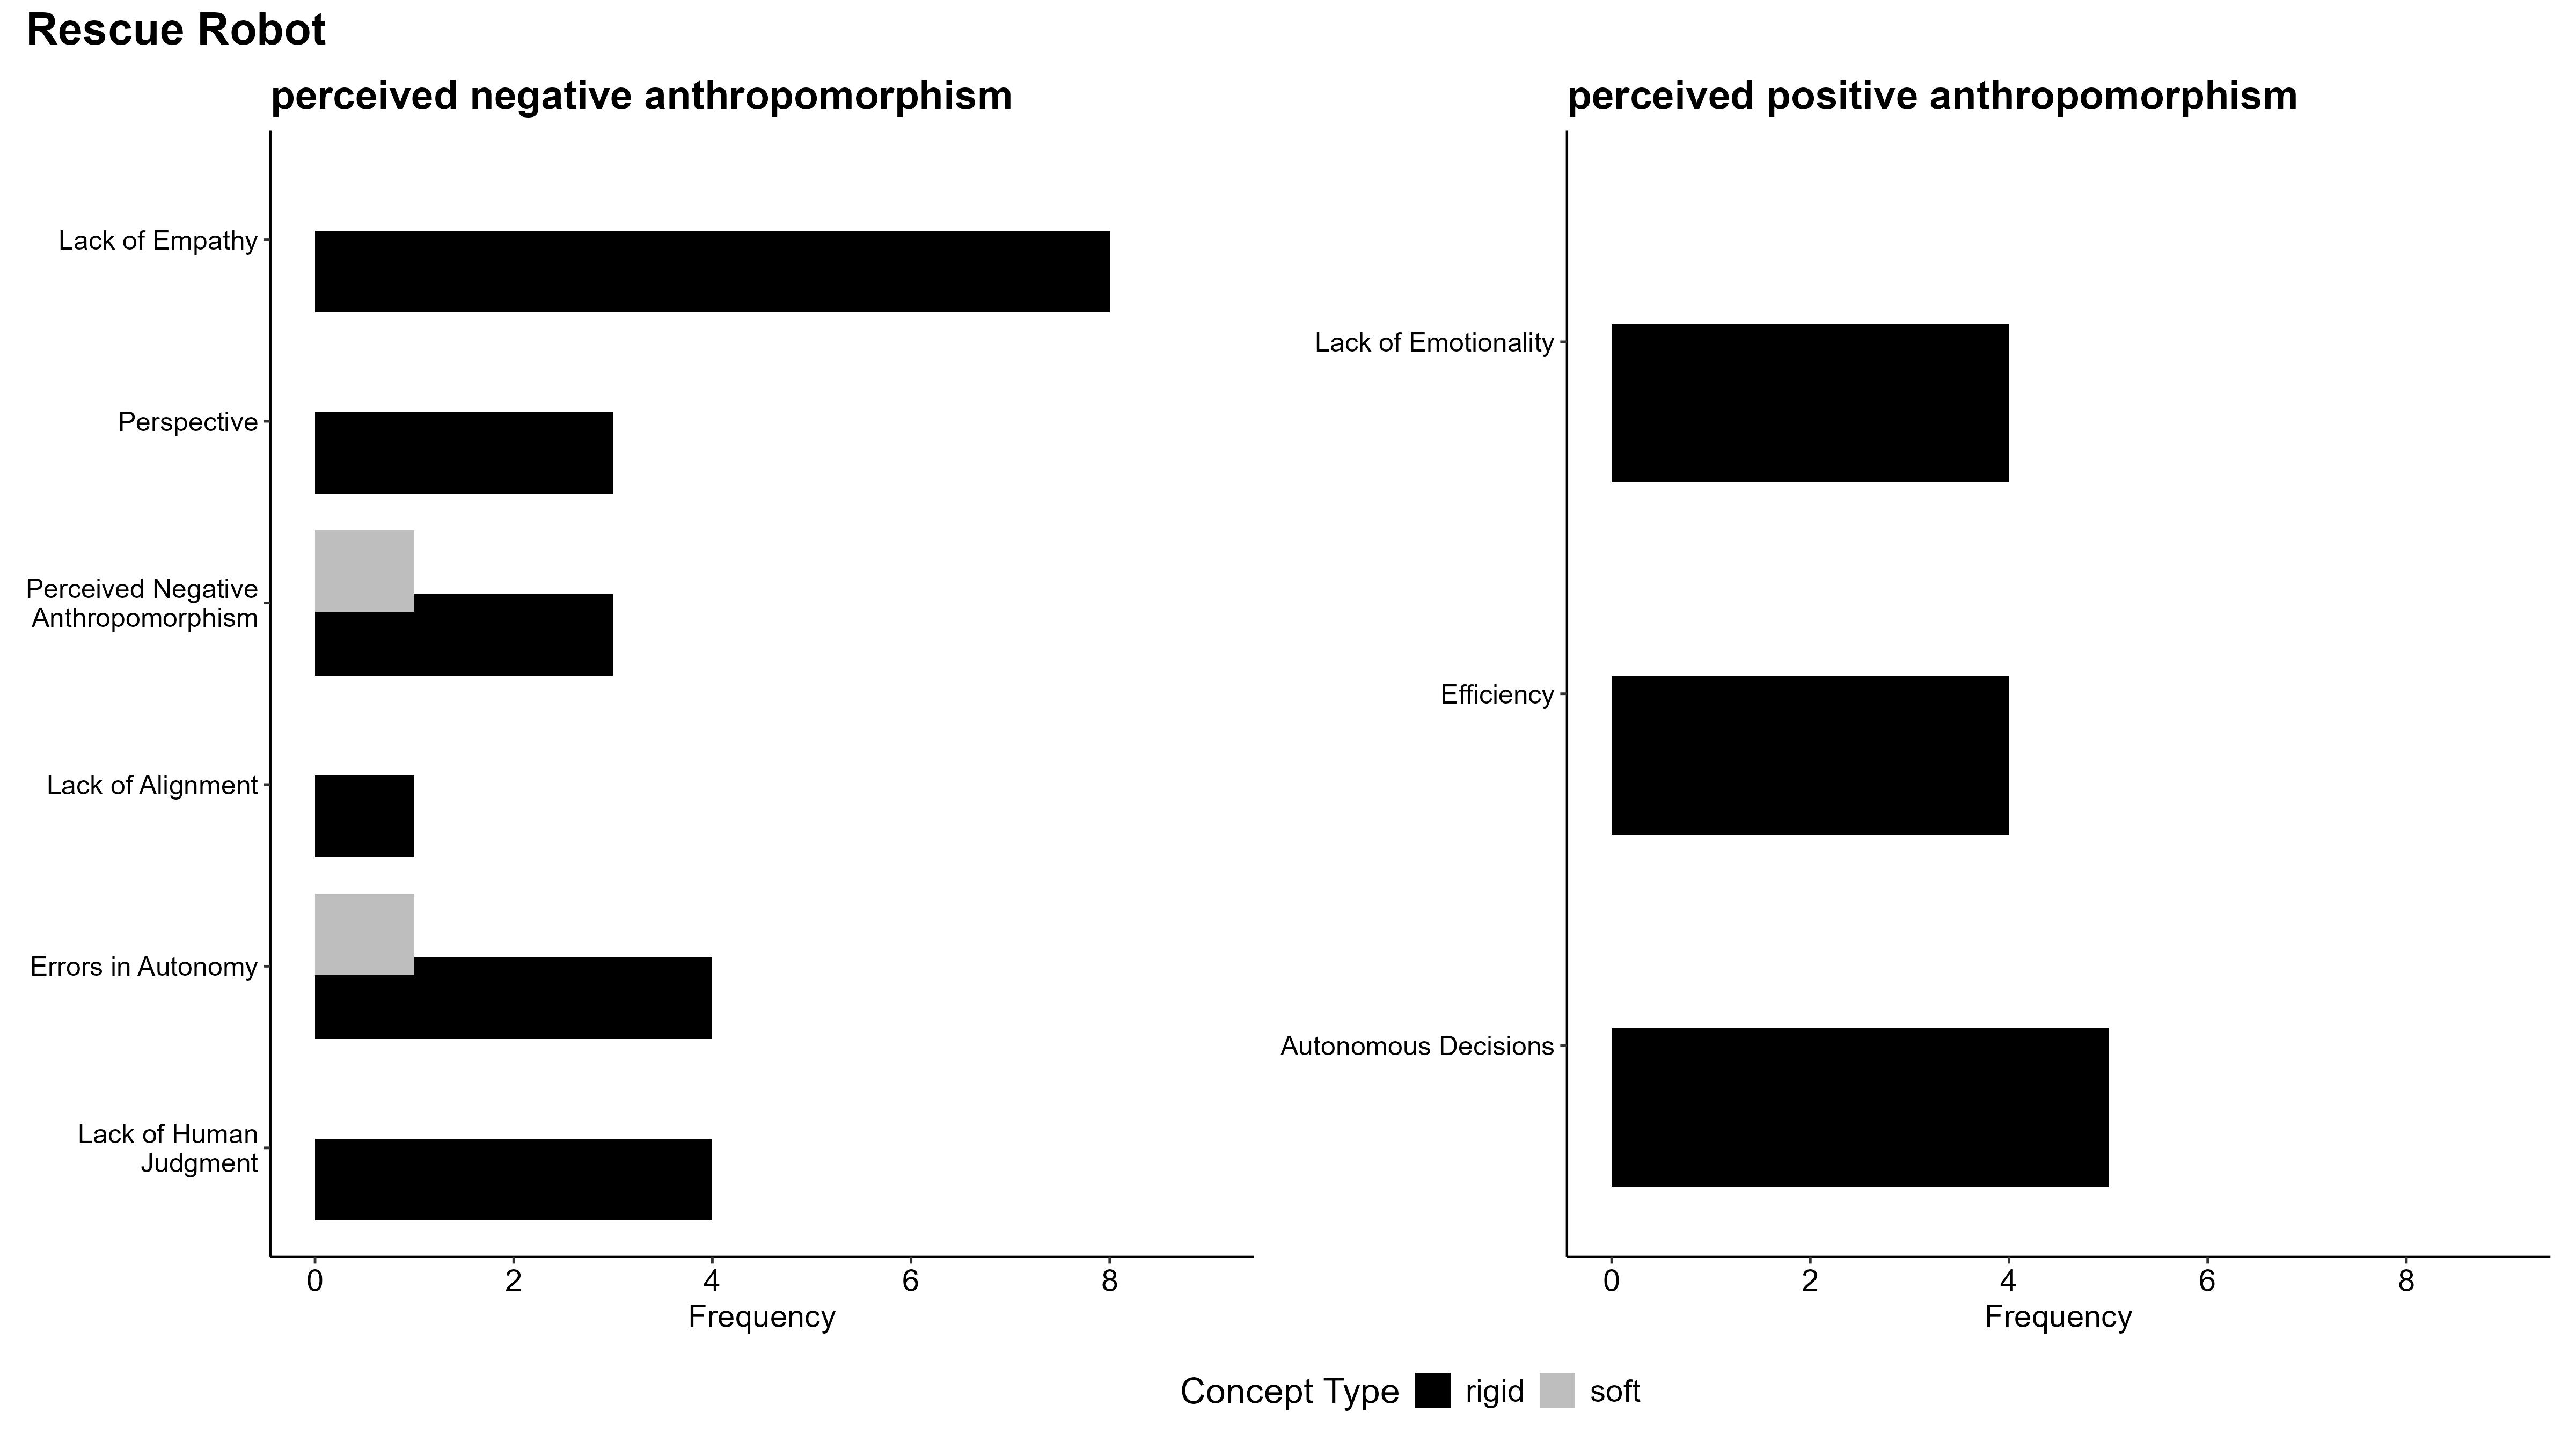 Rescue Robot
perceived negative anthropomorphism
Lack of Empathy
Perspective
Perceived Negative
Anthropomorphism
Lack of Alignment
Errors in Autonomy
Lack of Human
Judgment
0 2 4 6 8
Frequency
perceived positive anthropomorphism
Lack of Emotionality
Efficiency
Autonomous Decisions
0 2 4 6 8
Frequency
Concept Type rigid soft